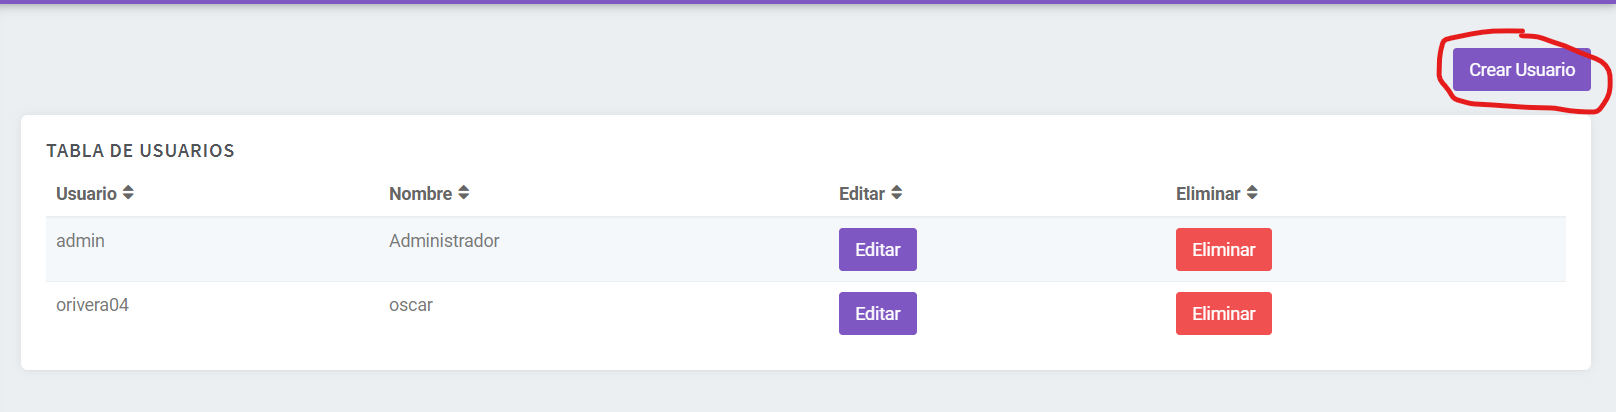 Crear Usuario
TABLA DE USUARIOS
Usuario Nombre Editar Eliminar
admin Administrador Editar Eliminar
orivera04 oscar Editar Eliminar